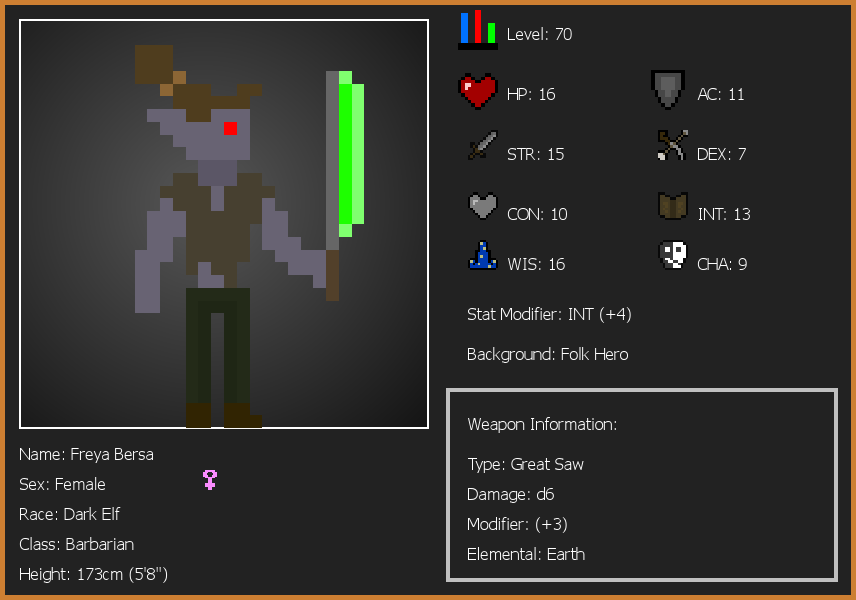 Level: 70
HP: 16
AC: 11
STR: 15
DEX: 7
CON: 10
INT: 13
WIS: 16
CHA: 9
Stat Modifier: INT (+4)
Background: Folk Hero
Weapon Information:
Type: Great Saw
Damage: d6
Modifier: (+3)
Elemental: Earth
Name: Freya Bersa
Sex: Female
Race: Dark Elf
Class: Barbarian
Height: 173cm (5'8")